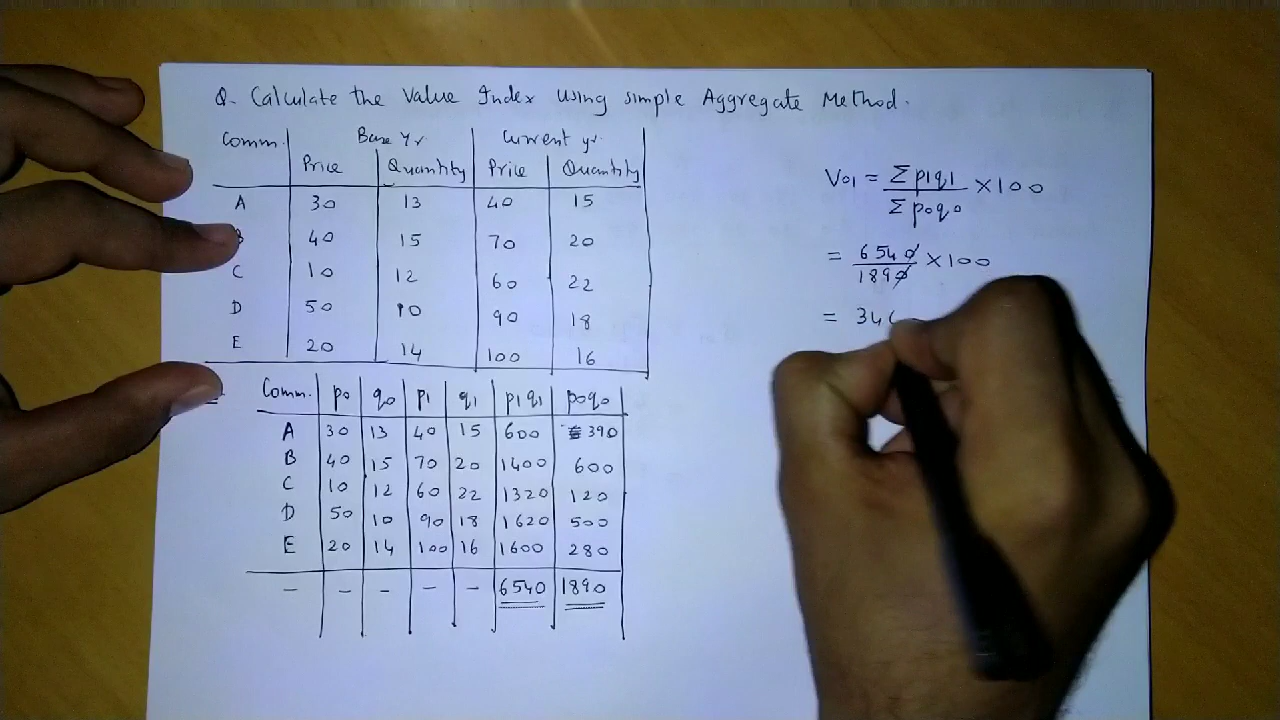 Q. Calculate the Value Index using simple Aggregate Method.
Comm. Base Yr. Current yr.
Price Quantity Price Quantity
A 30 13 40 15
40 15 70 20
C 10 12 60 22
D 50 10 90 18
E 20 14 100 16
V01 = Σp1q1 / Σp0q0 × 100
= 6540 / 1890 × 100
= 34
Comm. p0 q0 p1 q1 p1q1 p0q0
A 30 13 40 15 600 390
B 40 15 70 20 1400 600
C 10 12 60 22 1320 120
D 50 10 90 18 1620 500
E 20 14 100 16 1600 280
– – – – – 6540 1890